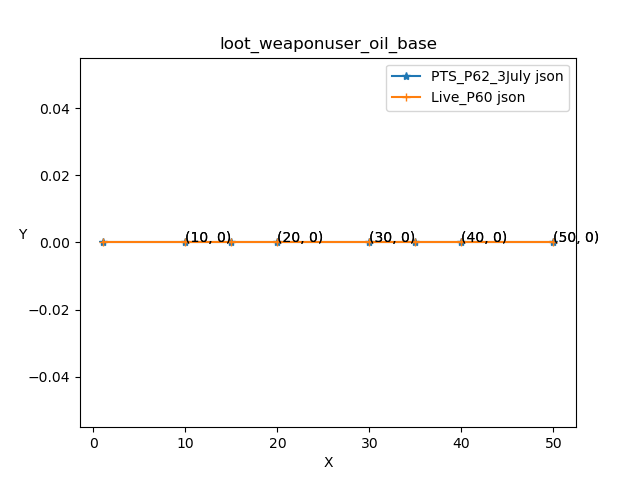 loot_weaponuser_oil_base
PTS_P62_3July json
Live_P60 json
0.04
0.02
0.00
−0.02
−0.04
Y
(10, 0) (20, 0) (30, 0) (40, 0) (50, 0)
0 10 20 30 40 50
X